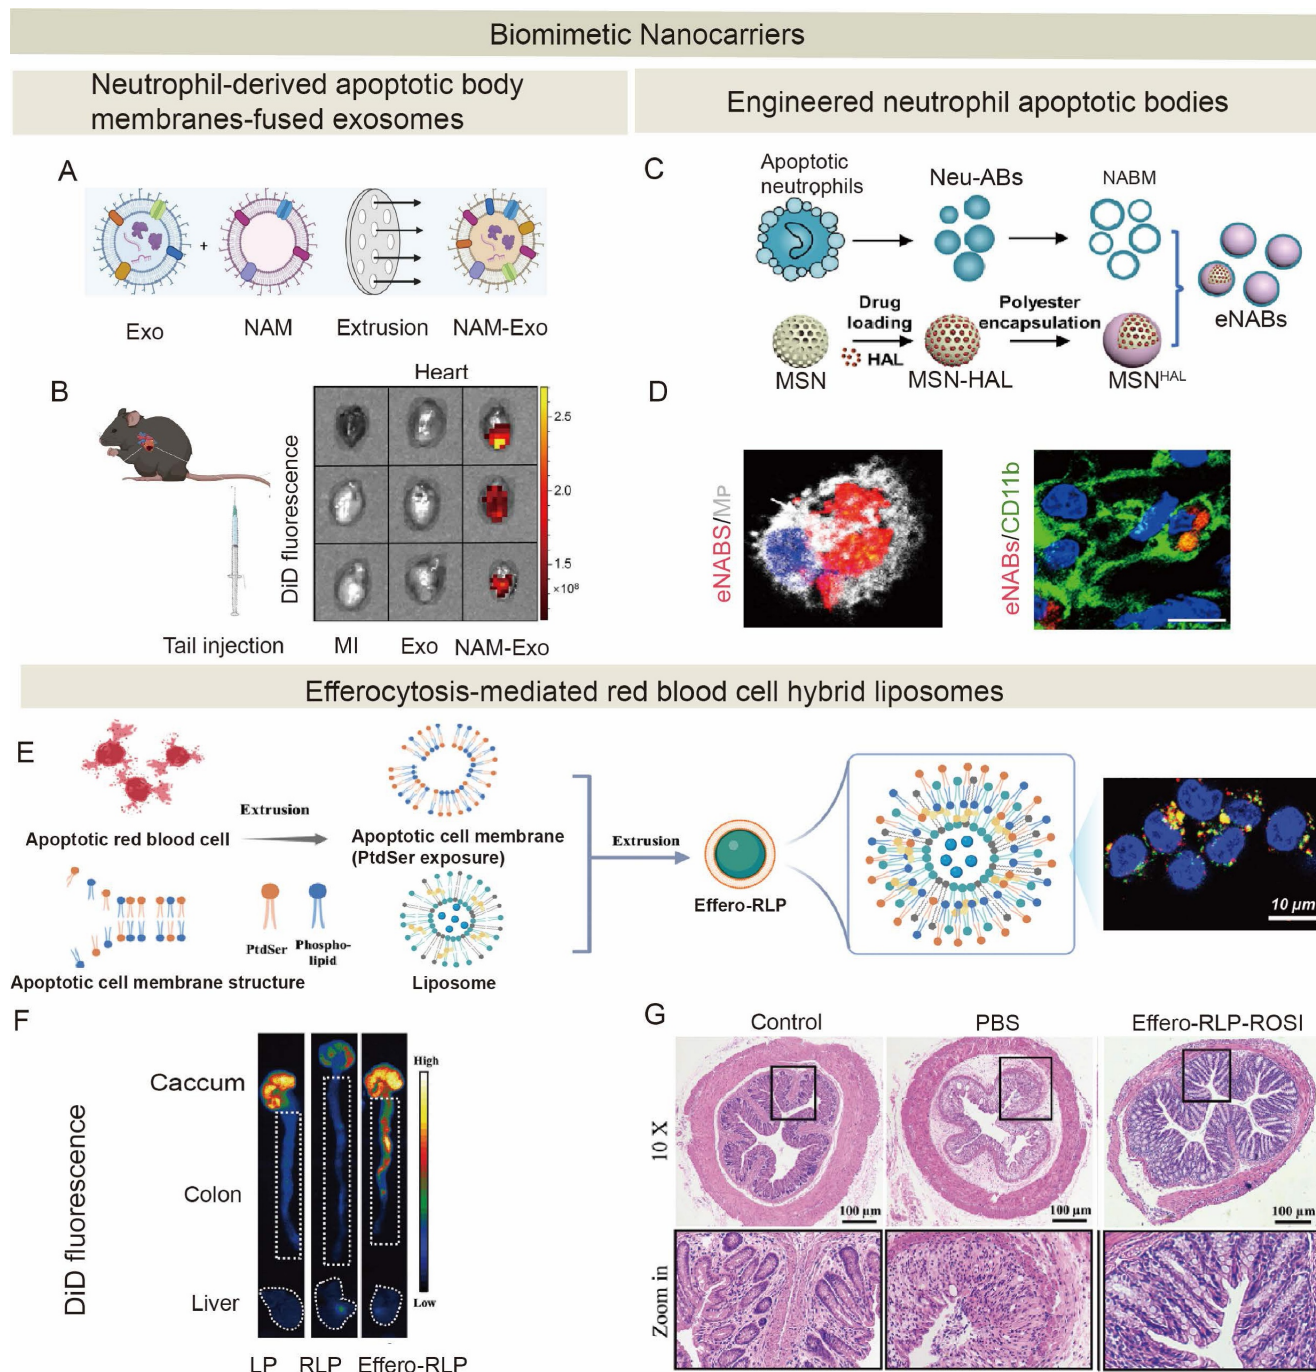 Biomimetic Nanocarriers
Neutrophil-derived apoptotic body
membranes-fused exosomes
Engineered neutrophil apoptotic bodies
A
Exo
+
NAM
Extrusion
NAM-Exo
B
Heart
DiD fluorescence
2.5
2.0
1.5
×10⁸
Tail injection
MI
Exo
NAM-Exo
C
Apoptotic
neutrophils
Neu-ABs
NABM
eNABs
Drug
loading
HAL
Polyester
encapsulation
MSN
MSN-HAL
MSNᴴᴬᴸ
D
eNABS/MP
eNABs/CD11b
Efferocytosis-mediated red blood cell hybrid liposomes
E
Extrusion
Apoptotic red blood cell
Apoptotic cell membrane
(PtdSer exposure)
PtdSer
Phospho-
lipid
Apoptotic cell membrane structure
Liposome
Extrusion
Effero-RLP
10 µm
F
DiD fluorescence
Caccum
Colon
Liver
High
Low
LP
RLP
Effero-RLP
G
Control
PBS
Effero-RLP-ROSI
10 X
100 µm
100 µm
100 µm
Zoom in